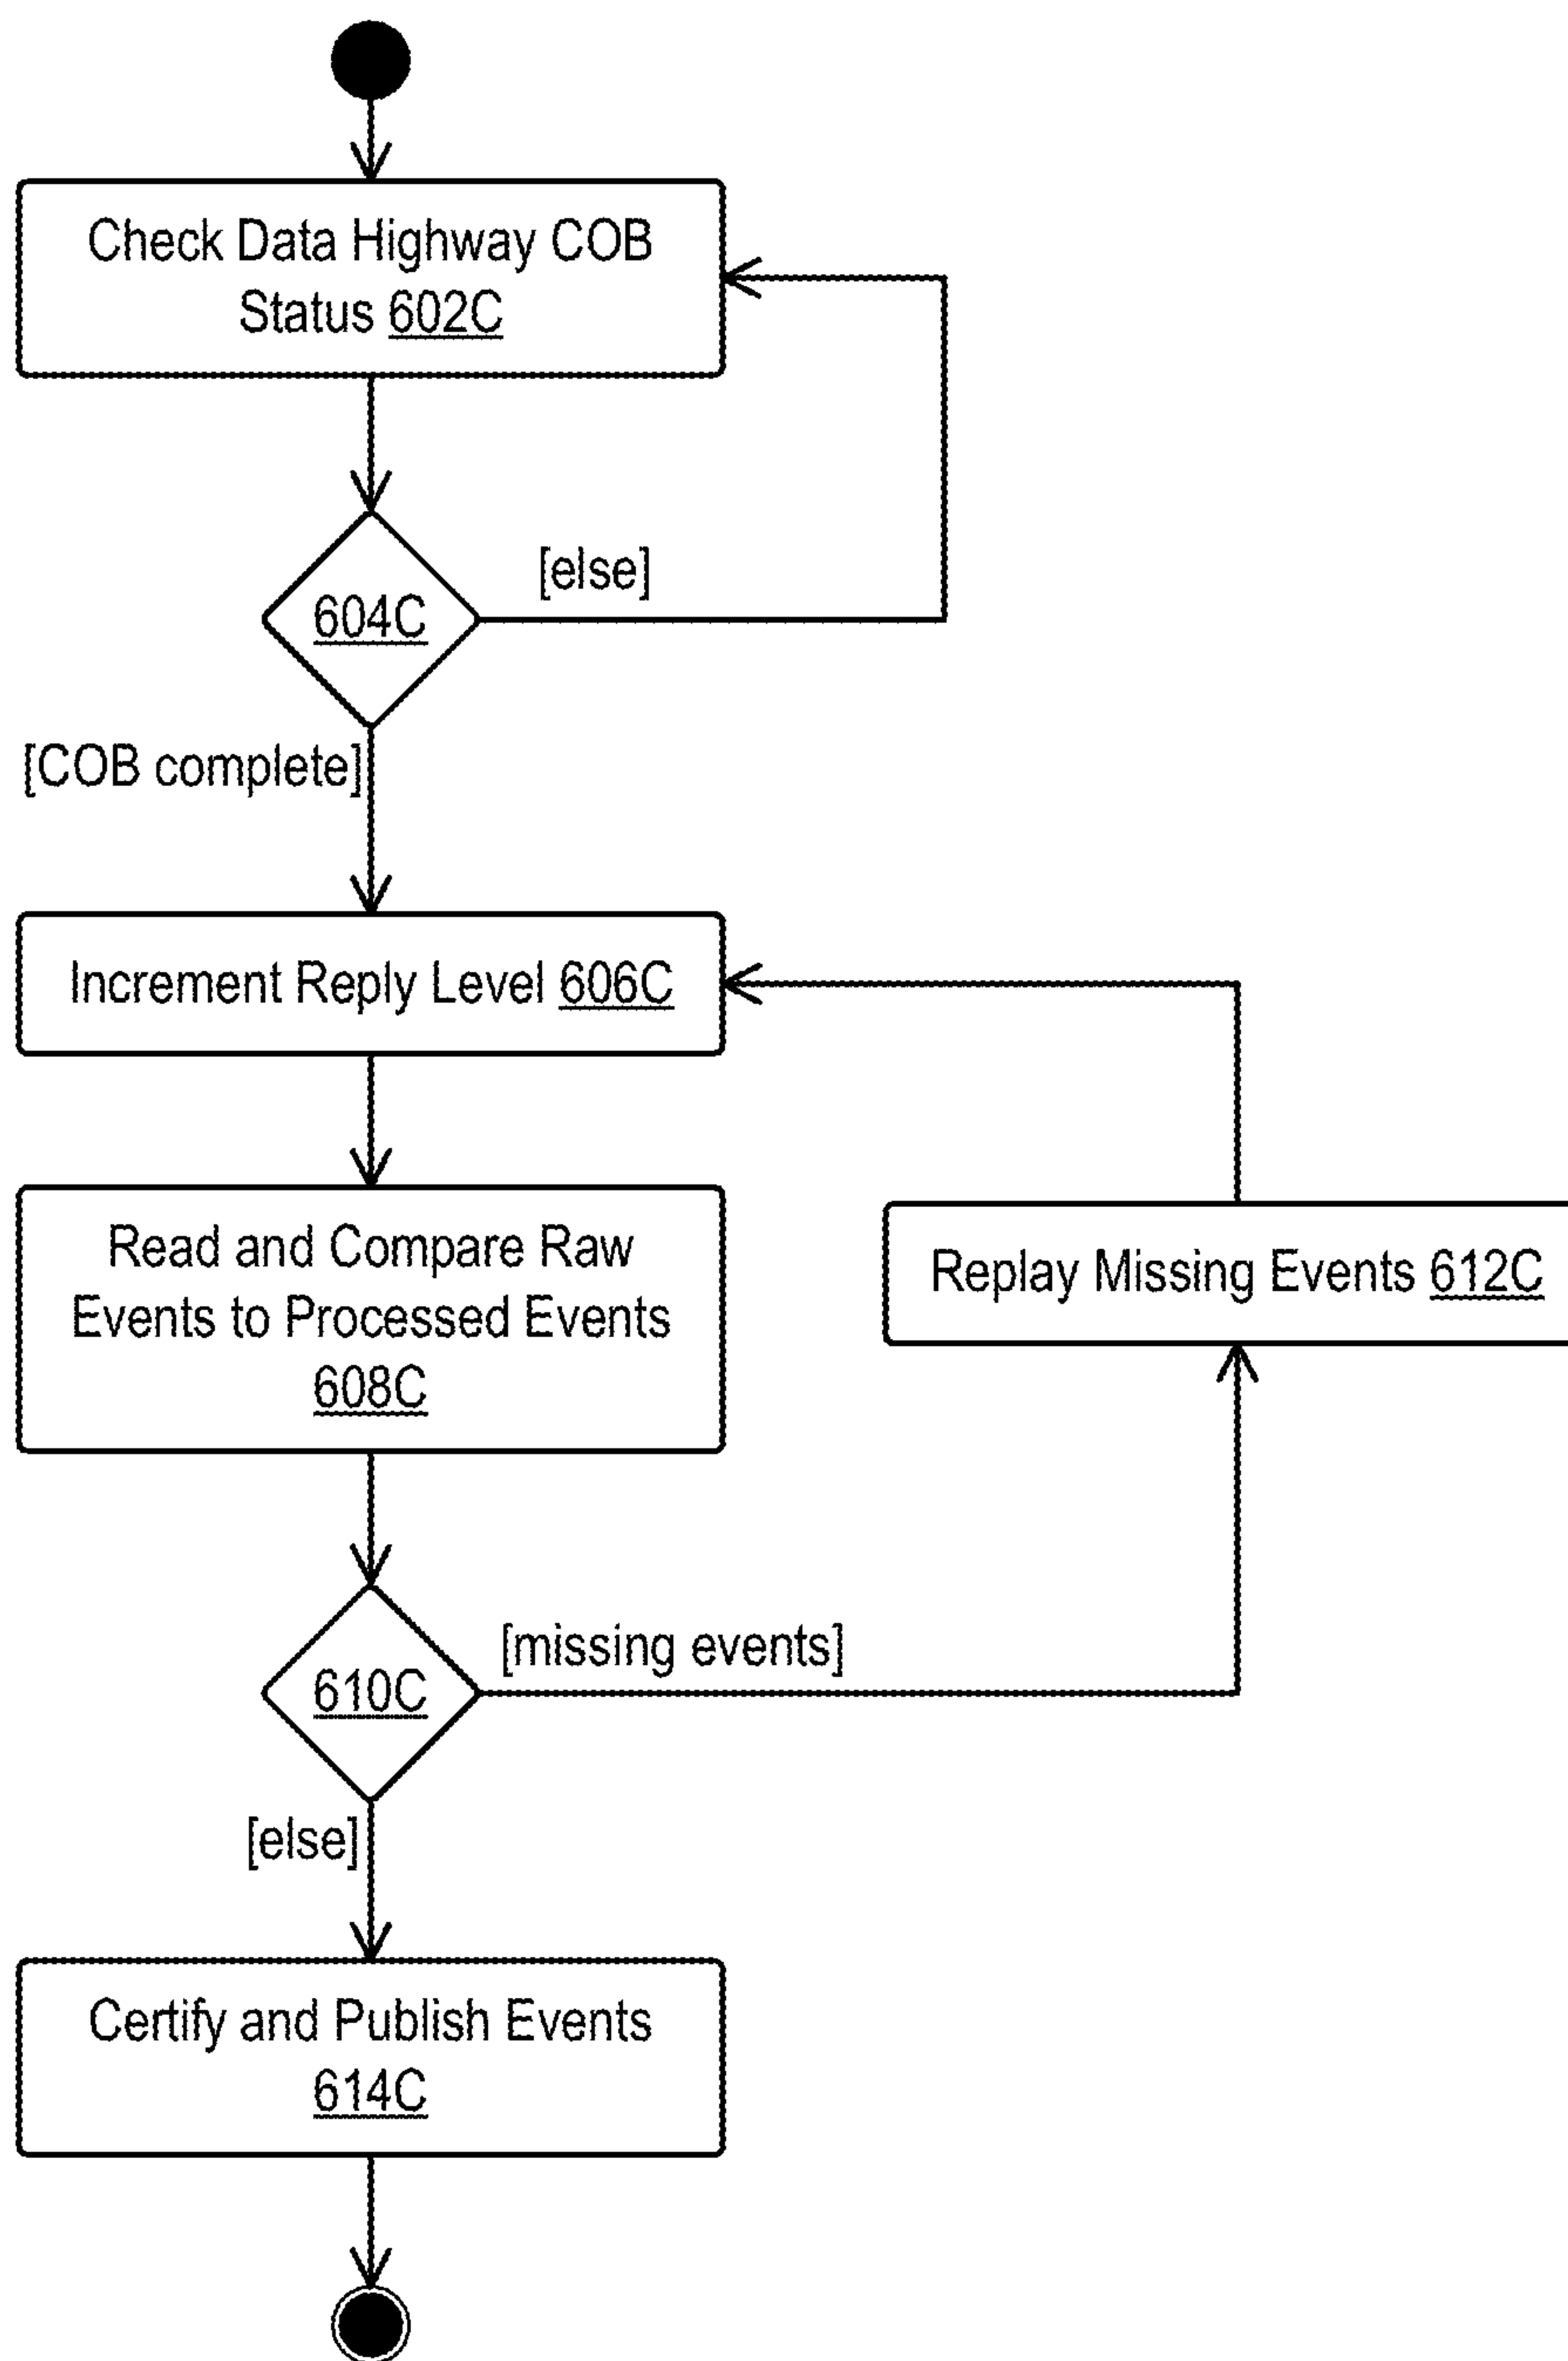 Check Data Highway COB
Status 602C
604C
[else]
[COB complete]
Increment Reply Level 606C
Read and Compare Raw
Events to Processed Events
608C
Replay Missing Events 612C
610C
[missing events]
[else]
Certify and Publish Events
614C